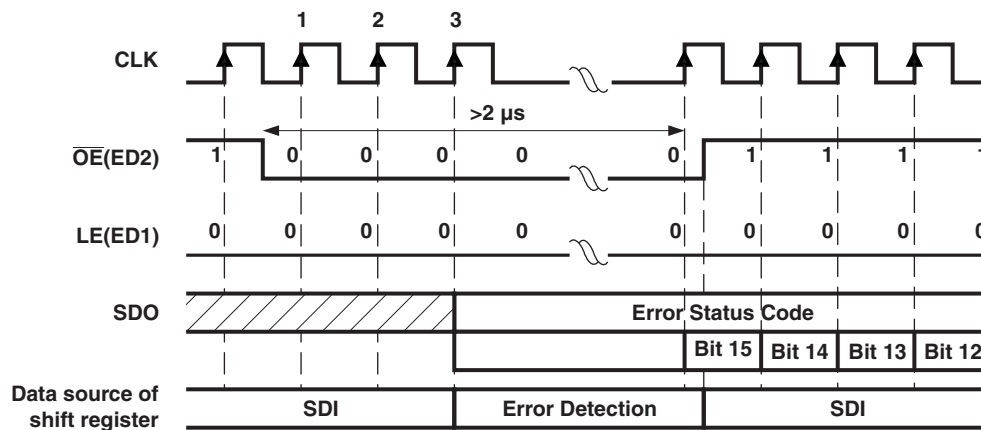 1 2 3
CLK
>2 µs
OE(ED2) 1 0 0 0 0 0 1 1 1 1
LE(ED1) 0 0 0 0 0 0 0 0 0 0
SDO Error Status Code
Bit 15 Bit 14 Bit 13 Bit 12
Data source of
shift register SDI Error Detection SDI